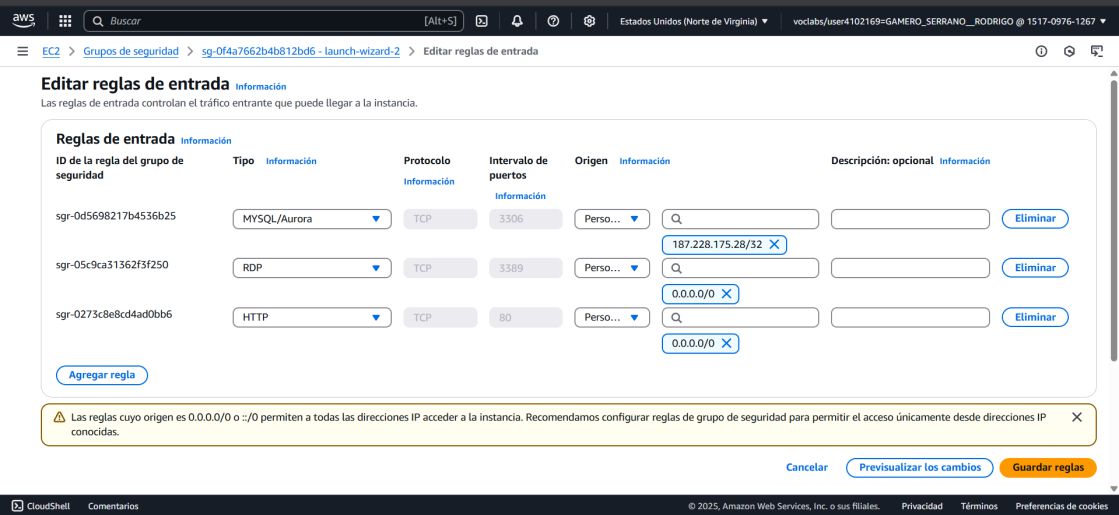 aws
Buscar [Alt+S] Estados Unidos (Norte de Virginia) voclabs/user4102169=GAMERO_SERRANO__RODRIGO @ 1517-0976-1267
EC2 > Grupos de seguridad > sg-0f4a7662b4b812bd6 - launch-wizard-2 > Editar reglas de entrada
Editar reglas de entrada Información
Las reglas de entrada controlan el tráfico entrante que puede llegar a la instancia.
Reglas de entrada Información
ID de la regla del grupo de seguridad
Tipo Información
Protocolo Información
Intervalo de puertos Información
Origen Información
Descripción: opcional Información
sgr-0d5698217b4536b25 MYSQL/Aurora TCP 3306 Perso... Eliminar
187.228.175.28/32
sgr-05c9ca31362f3f250 RDP TCP 3389 Perso... Eliminar
0.0.0.0/0
sgr-0273c8e8cd4ad0bb6 HTTP TCP 80 Perso... Eliminar
0.0.0.0/0
Agregar regla
Las reglas cuyo origen es 0.0.0.0/0 o ::/0 permiten a todas las direcciones IP acceder a la instancia. Recomendamos configurar reglas de grupo de seguridad para permitir el acceso únicamente desde direcciones IP
conocidas.
Cancelar Previsualizar los cambios Guardar reglas
CloudShell Comentarios © 2025, Amazon Web Services, Inc. o sus filiales. Privacidad Términos Preferencias de cookies